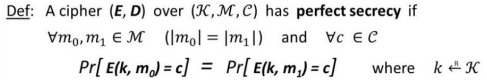 Def: A cipher (E, D) over (𝒦, ℳ, 𝒞) has perfect secrecy if
∀m₀, m₁ ∈ ℳ (|m₀| = |m₁|) and ∀c ∈ 𝒞
Pr[ E(k, m₀) = c] = Pr[ E(k, m₁) = c] where k ←ᴿ 𝒦